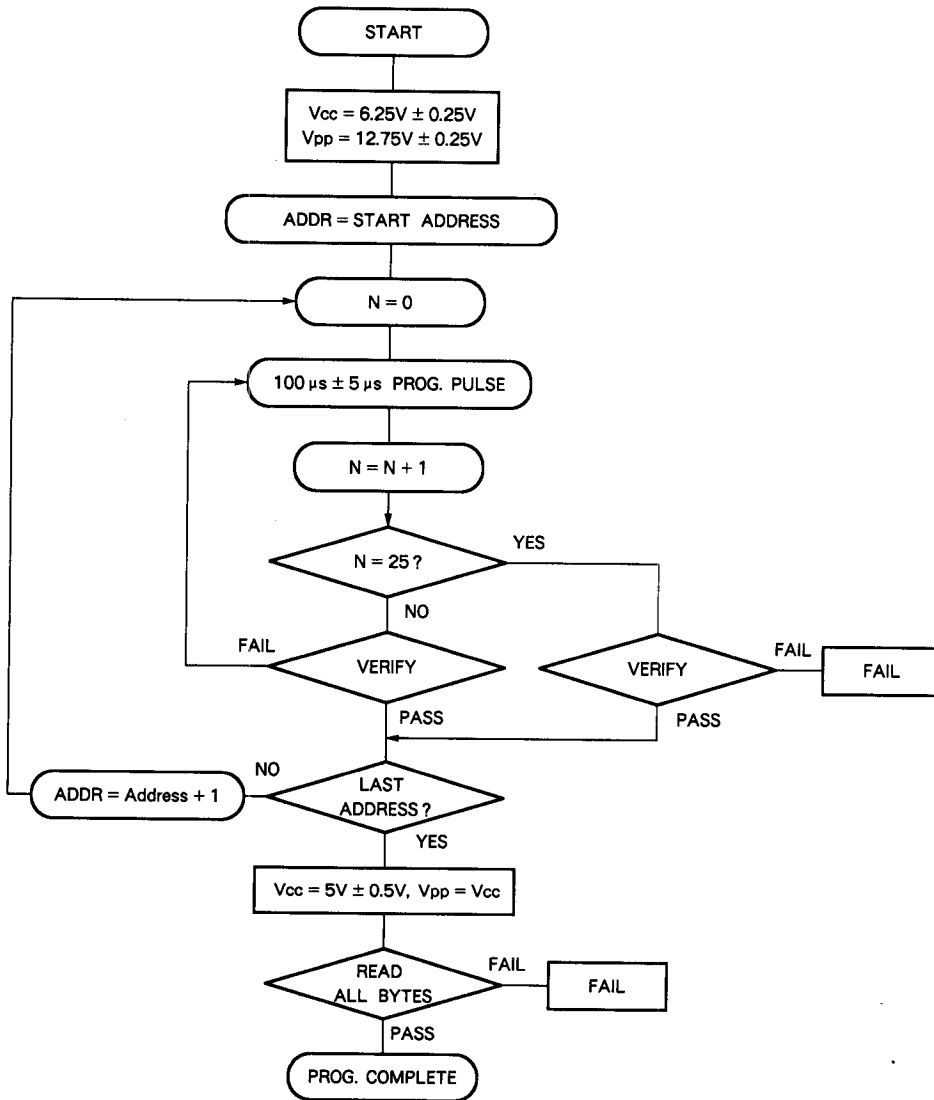 START
Vcc = 6.25V ± 0.25V
Vpp = 12.75V ± 0.25V
ADDR = START ADDRESS
N = 0
100 μs ± 5 μs PROG. PULSE
N = N + 1
N = 25 ?
YES
NO
FAIL
VERIFY
PASS
VERIFY
FAIL
FAIL
PASS
NO
ADDR = Address + 1
LAST
ADDRESS ?
YES
Vcc = 5V ± 0.5V, Vpp = Vcc
READ
ALL BYTES
FAIL
FAIL
PASS
PROG. COMPLETE